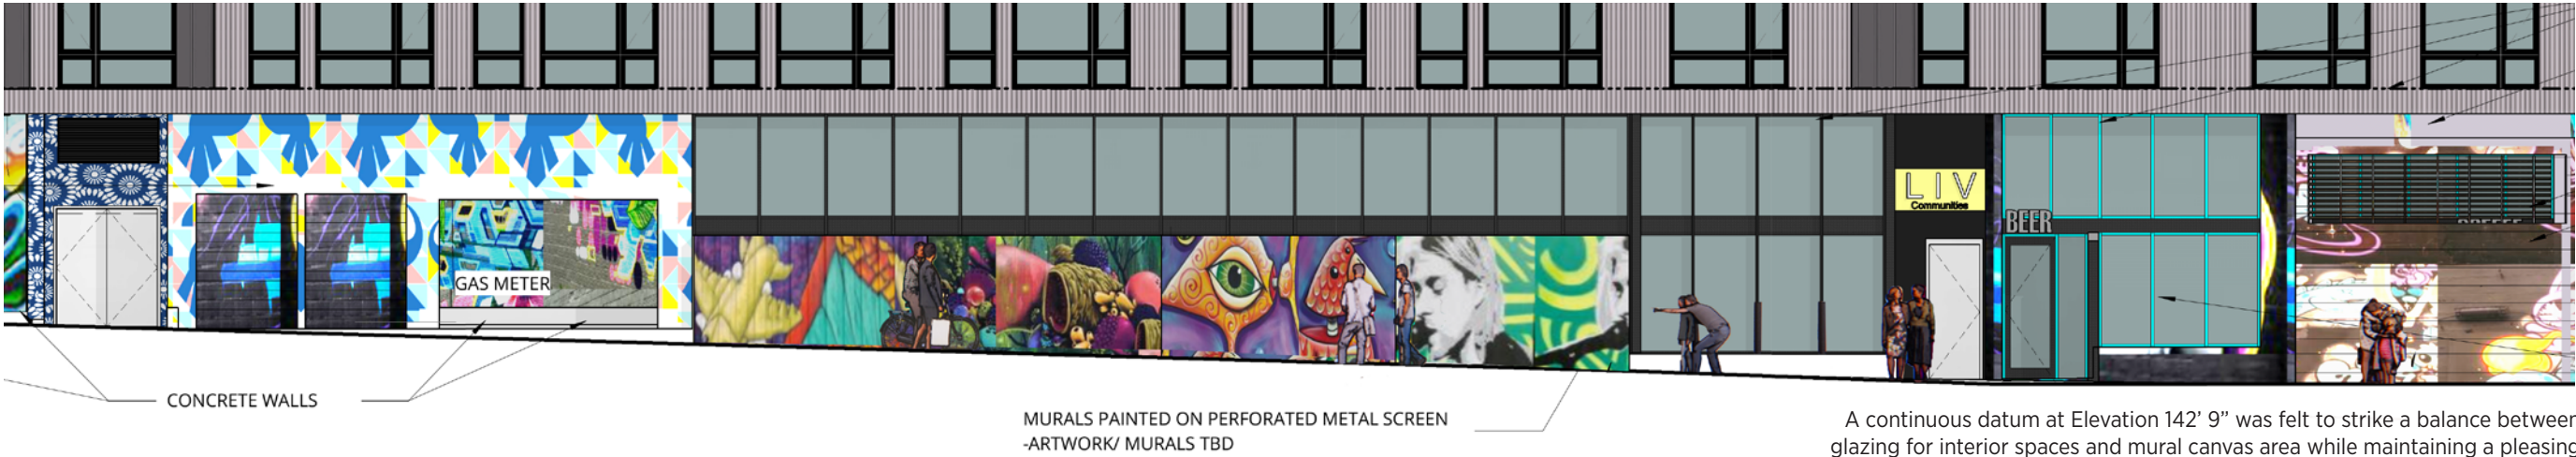 LIV
Communities
BEER
GAS METER
CONCRETE WALLS
MURALS PAINTED ON PERFORATED METAL SCREEN
-ARTWORK/ MURALS TBD
A continuous datum at Elevation 142’ 9” was felt to strike a balance between
glazing for interior spaces and mural canvas area while maintaining a pleasing